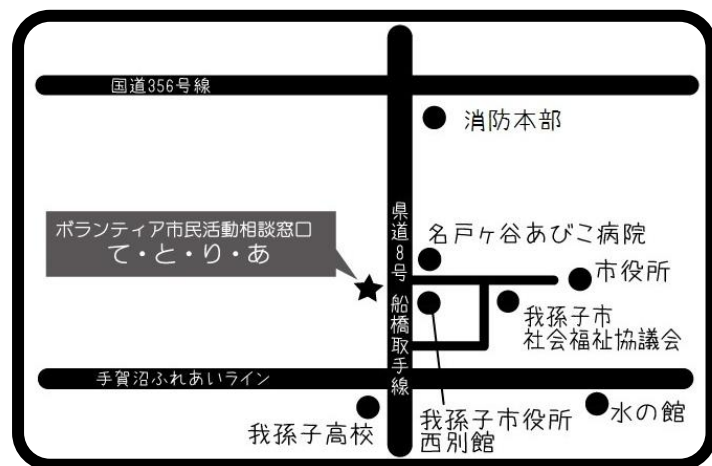 国道356号線
消防本部
ボランティア市民活動相談窓口
て・と・り・あ
県道8号 船橋取手線
名戸ヶ谷あびこ病院
市役所
我孫子市
社会福祉協議会
手賀沼ふれあいライン
我孫子高校
我孫子市役所
西別館
水の館